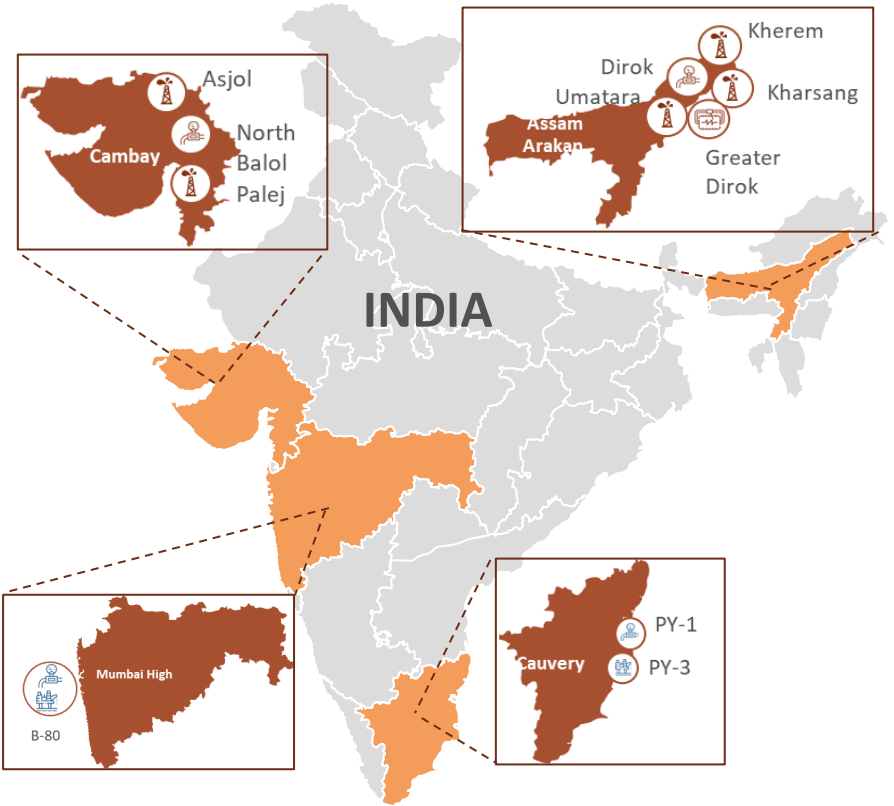 Asjol
North
Balol
Palej
Cambay
Kherem
Dirok
Umatara
Kharsang
Assam
Arakan
Greater
Dirok
INDIA
Mumbai High
B-80
PY-1
Cauvery
PY-3